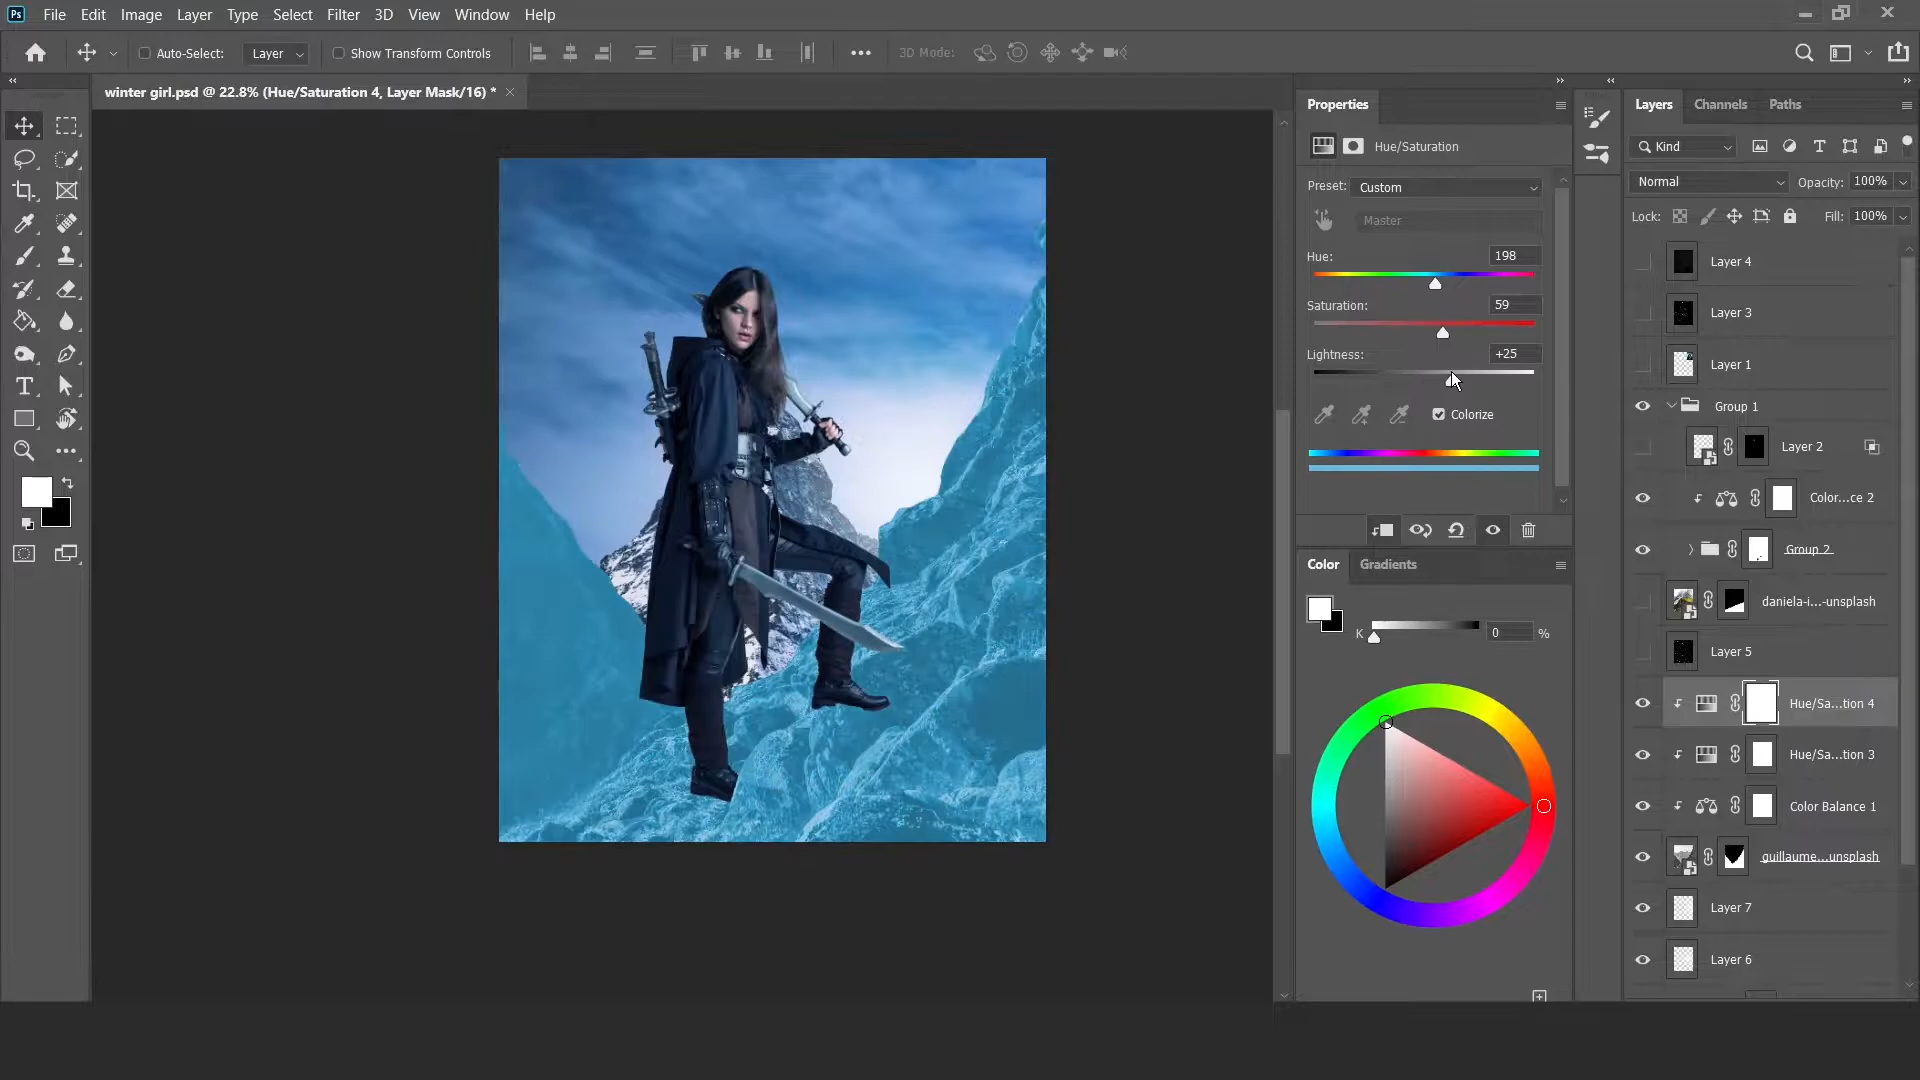 Ps File Edit Image Layer Type Select Filter 3D View Window Help
Auto-Select: Layer Show Transform Controls 3D Mode:
winter girl.psd @ 22.8% (Hue/Saturation 4, Layer Mask/16) *
Properties
Hue/Saturation
Preset: Custom
Master
Hue: 198
Saturation: 59
Lightness: +25
Colorize
Color Gradients
K 0 %
Layers Channels Paths
Kind
Normal Opacity: 100%
Lock: Fill: 100%
Layer 4
Layer 3
Layer 1
Group 1
Layer 2
Color...ce 2
Group 2
daniela-i...-unsplash
Layer 5
Hue/Sa...tion 4
Hue/Sa...tion 3
Color Balance 1
guillaume...unsplash
Layer 7
Layer 6